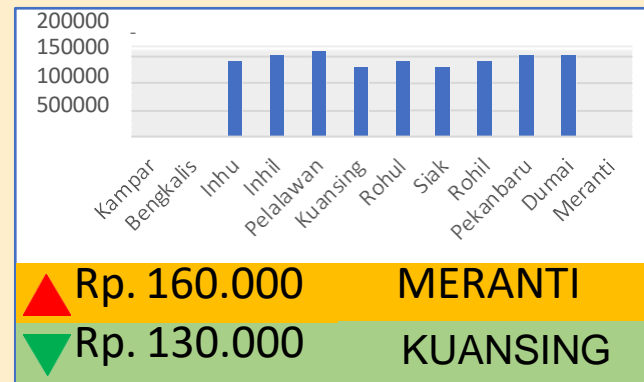 200000
150000
100000
500000
Kampar
Bengkalis
Inhu
Inhil
Pelalawan
Kuansing
Rohul
Siak
Rohil
Pekanbaru
Dumai
Meranti
Rp. 160.000 MERANTI
Rp. 130.000 KUANSING